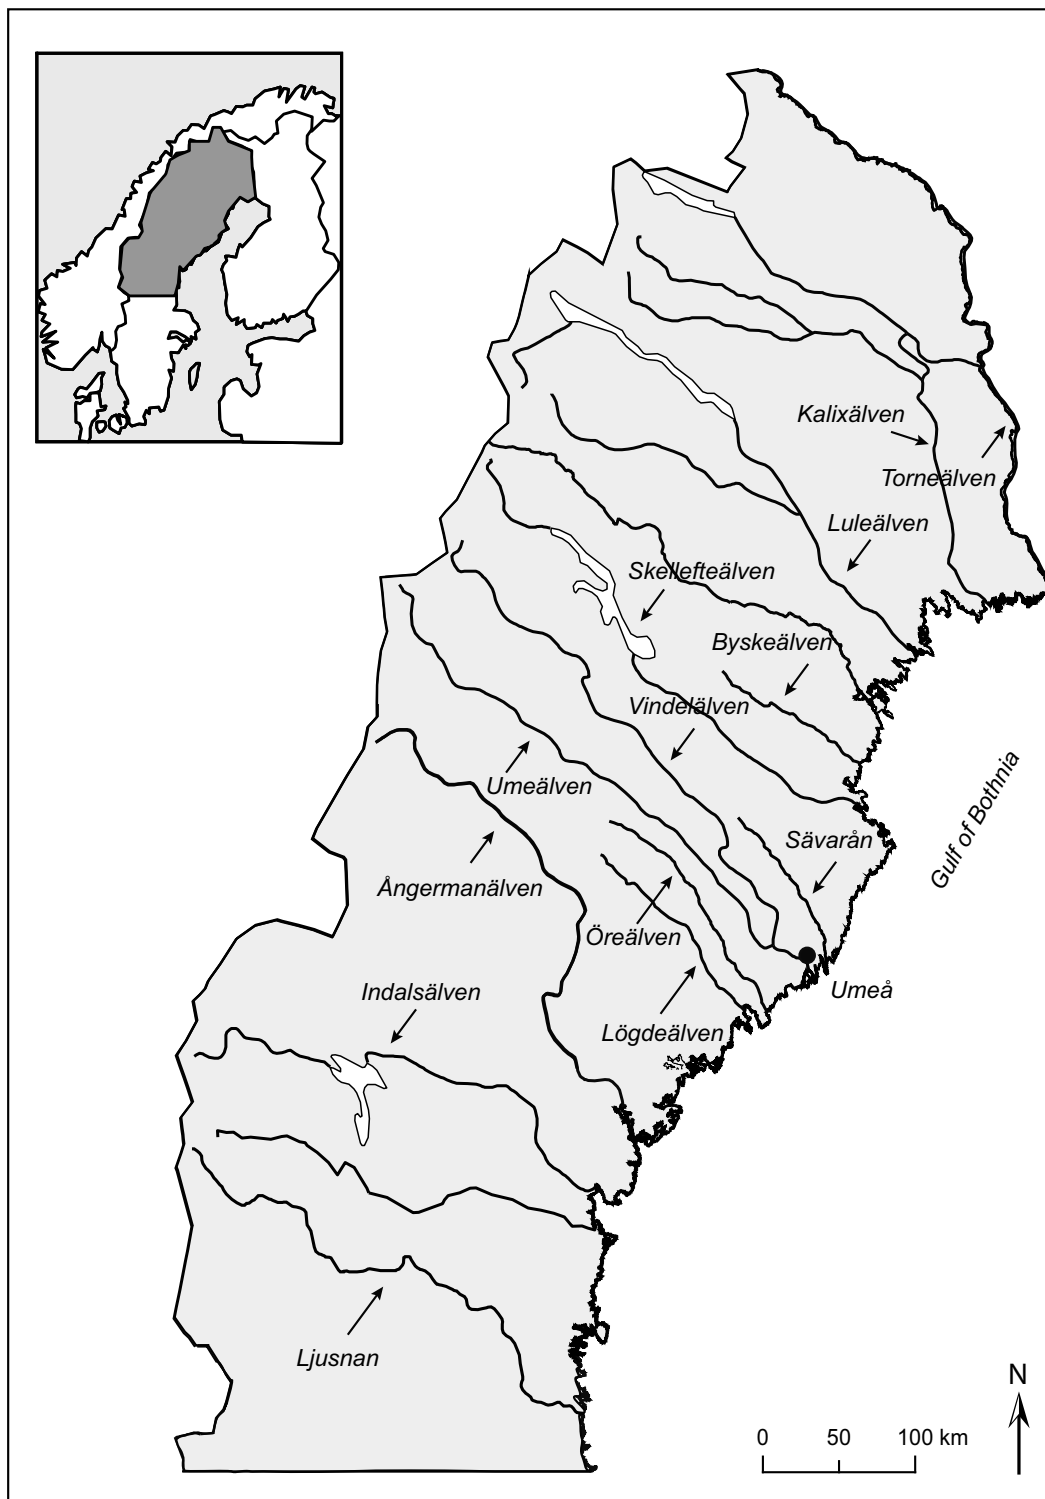 Kalixälven
Torneälven
Luleälven
Skellefteälven
Byskeälven
Vindelälven
Umeälven
Gulf of Bothnia
Sävarån
Ångermanälven
Öreälven
Indalsälven
Umeå
Lögdeälven
Ljusnan
N
0 50 100 km